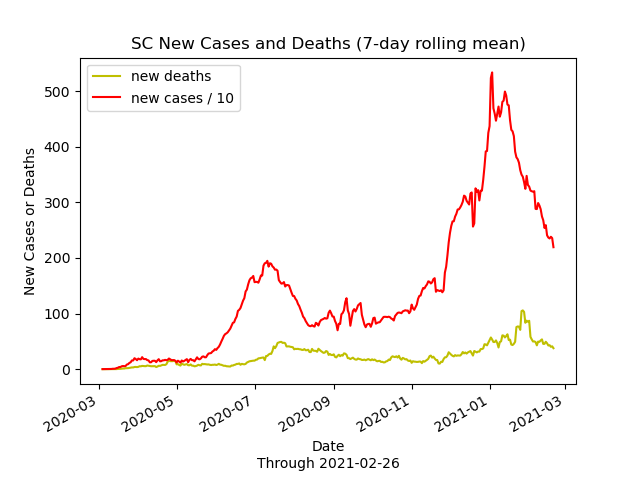 SC New Cases and Deaths (7-day rolling mean)
new deaths
new cases / 10
500
400
300
200
100
0
New Cases or Deaths
2020-03
2020-05
2020-07
2020-09
2020-11
2021-01
2021-03
Date
Through 2021-02-26